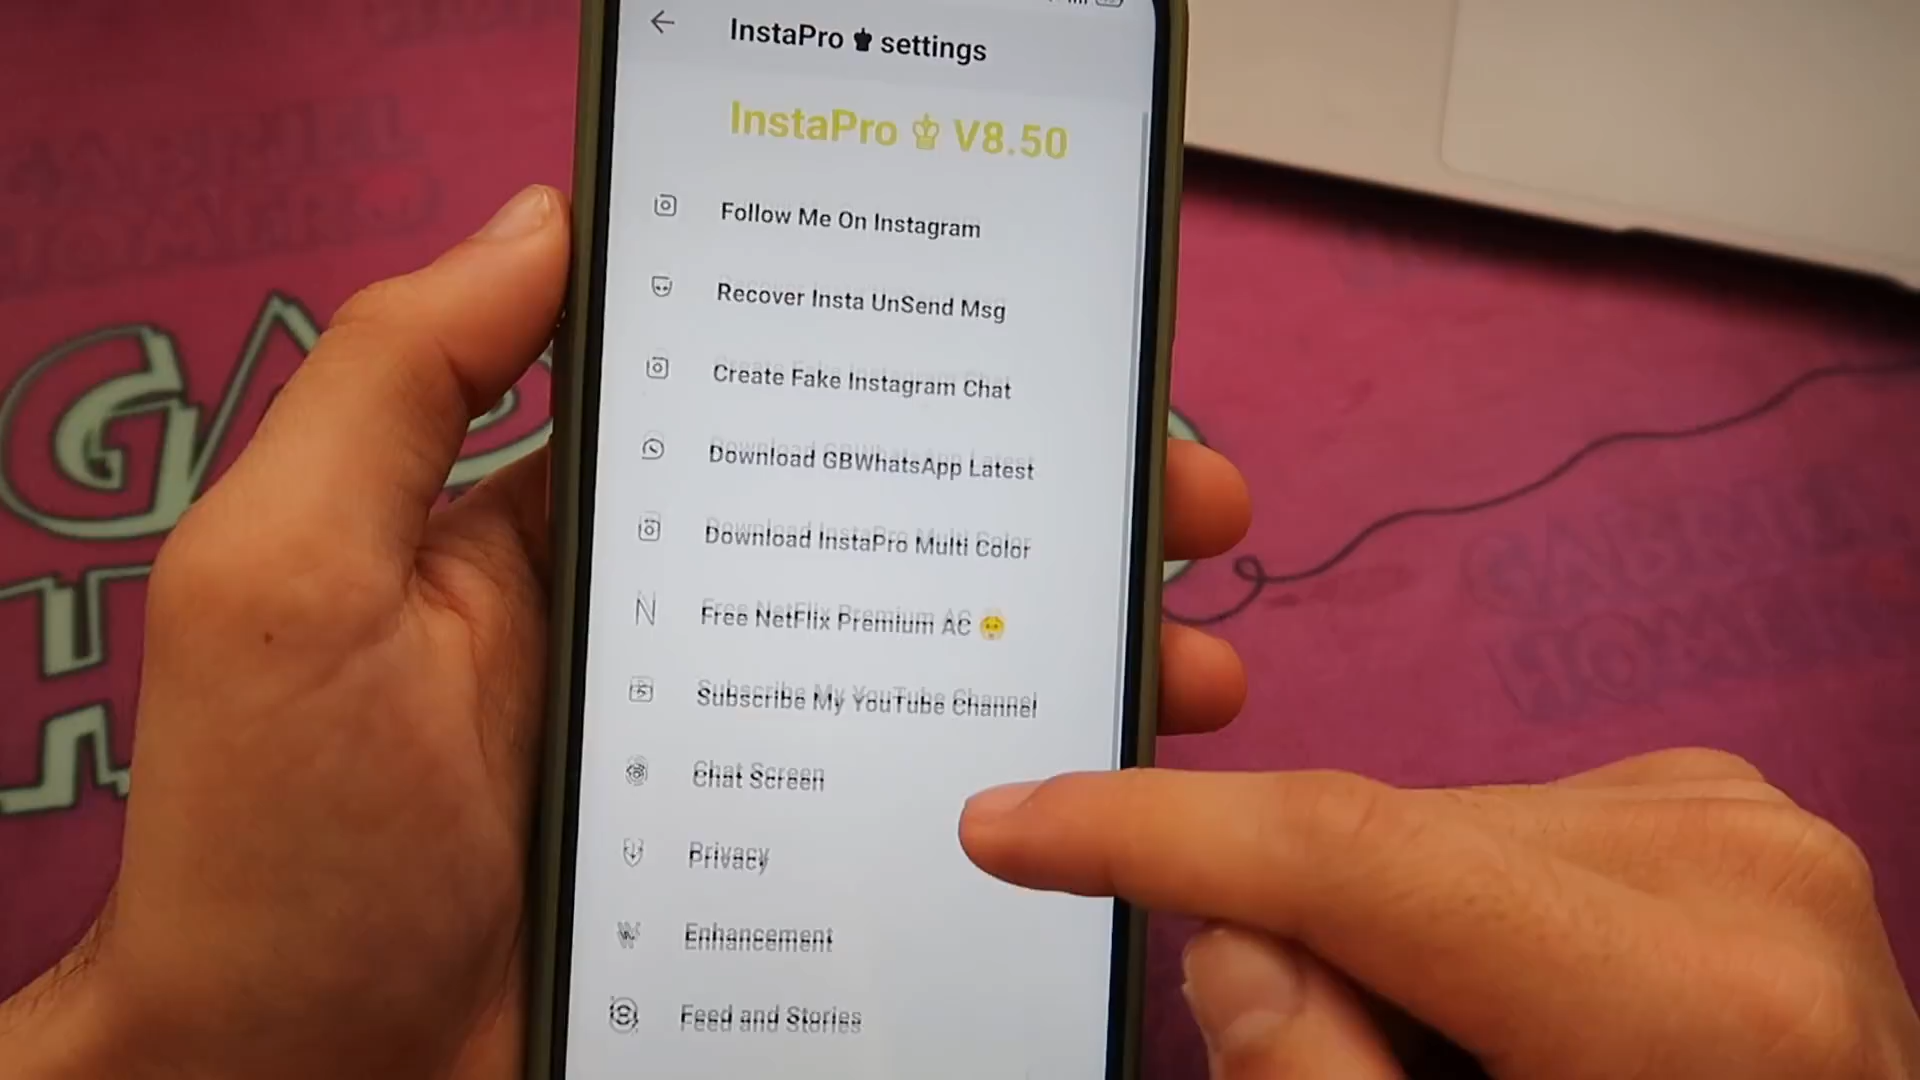 InstaPro ♚ settings
InstaPro ♔ V8.50
Follow Me On Instagram
Recover Insta UnSend Msg
Create Fake Instagram Chat
Download GBWhatsApp Latest
Download InstaPro Multi Color
Free NetFlix Premium AC 🥺
Subscribe My YouTube Channel
Chat Screen
Privacy
Enhancement
Feed and Stories